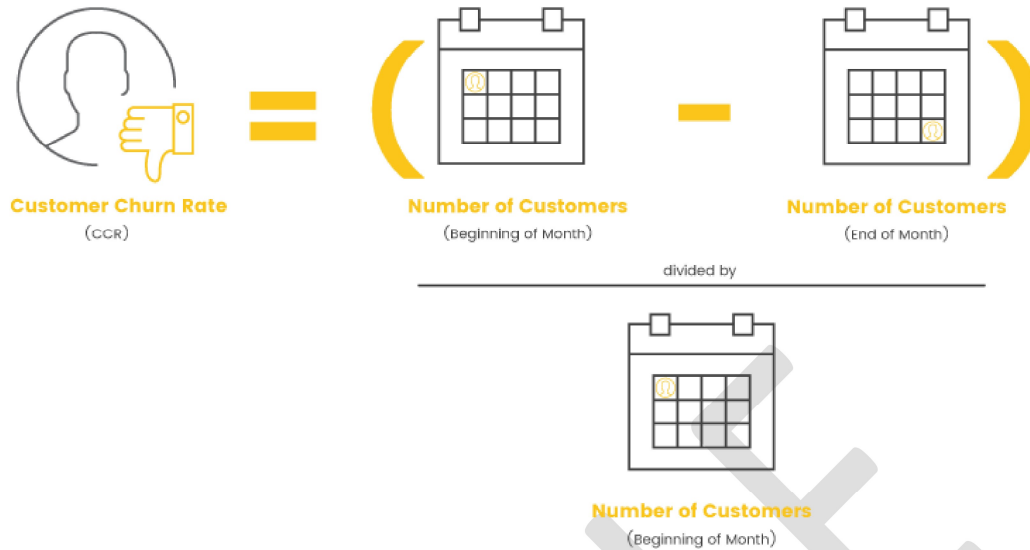 Customer Churn Rate
(CCR)
Number of Customers
(Beginning of Month)
Number of Customers
(End of Month)
divided by
Number of Customers
(Beginning of Month)